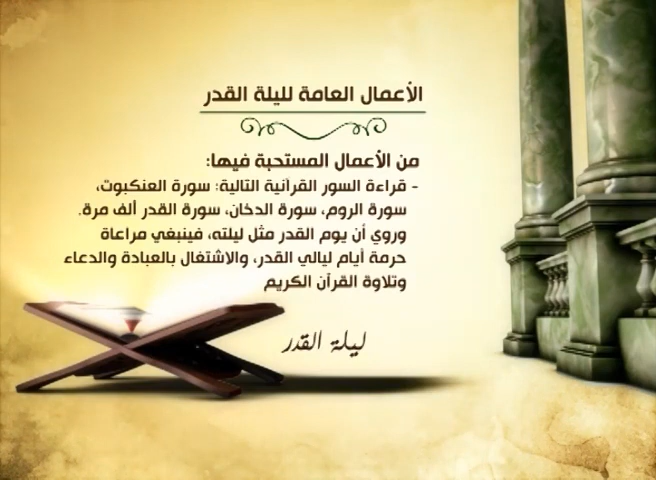 الأعمال العامة لليلة القدر
من الأعمال المستحبة فيها:
- قراءة السور القرآنية التالية: سورة العنكبوت،
سورة الروم، سورة الدخان، سورة القدر ألف مرة.
وروي أن يوم القدر مثل ليلته، فينبغي مراعاة
حرمة أيام ليالي القدر، والاشتغال بالعبادة والدعاء
وتلاوة القرآن الكريم
ليلة القدر